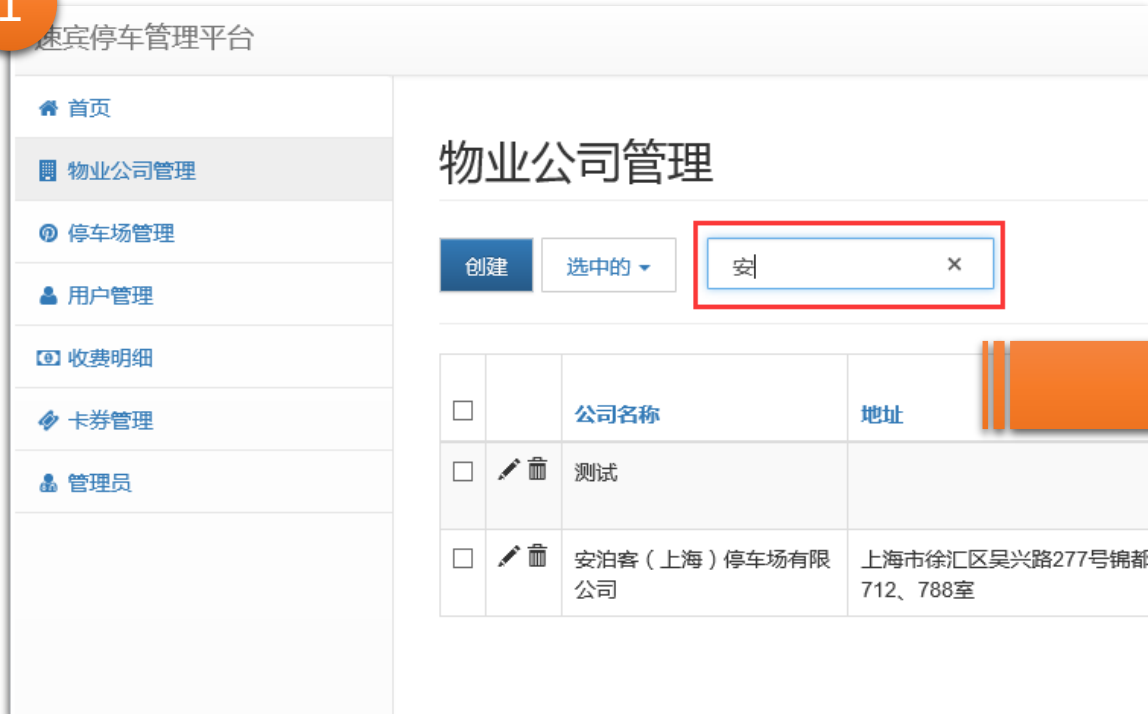 1
速宾停车管理平台
首页
物业公司管理
停车场管理
用户管理
收费明细
卡券管理
管理员
物业公司管理
创建 选中的
安 ×
公司名称 地址
测试
安泊客（上海）停车场有限 上海市徐汇区吴兴路277号锦都
公司 712、788室